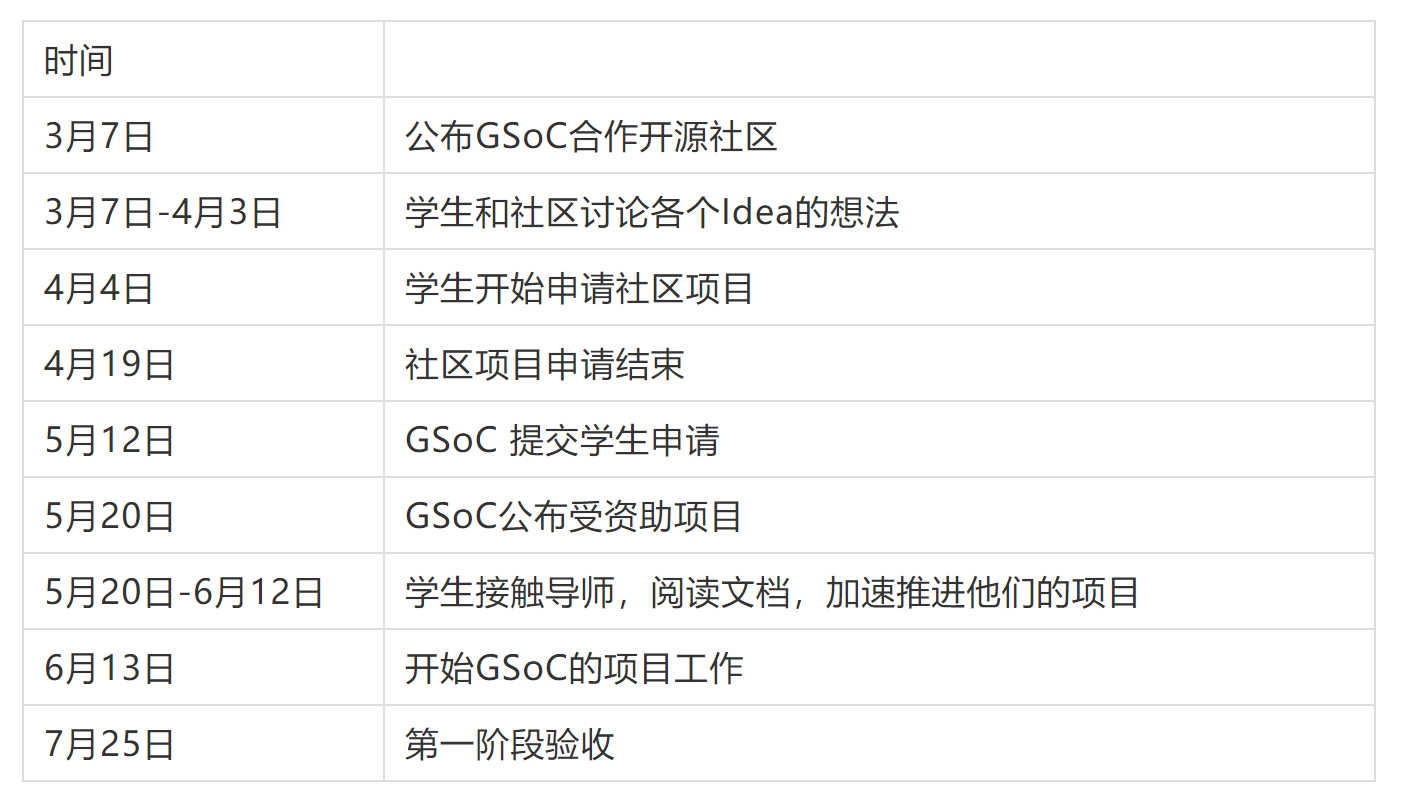 时间
3月7日 公布GSoC合作开源社区
3月7日-4月3日 学生和社区讨论各个Idea的想法
4月4日 学生开始申请社区项目
4月19日 社区项目申请结束
5月12日 GSoC 提交学生申请
5月20日 GSoC公布受资助项目
5月20日-6月12日 学生接触导师，阅读文档，加速推进他们的项目
6月13日 开始GSoC的项目工作
7月25日 第一阶段验收